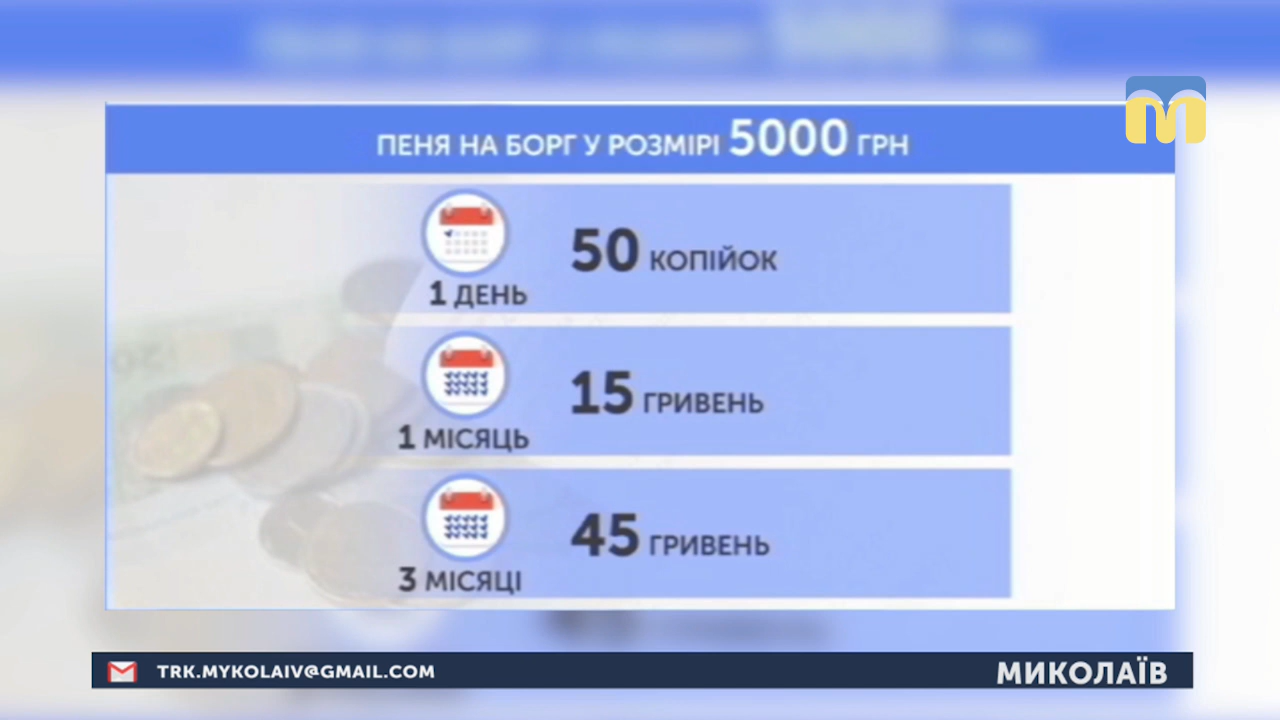 ПЕНЯ НА БОРГ У РОЗМІРІ 5000 ГРН
50 КОПІЙОК
1 ДЕНЬ
15 ГРИВЕНЬ
1 МІСЯЦЬ
45 ГРИВЕНЬ
3 МІСЯЦІ
TRK.MYKOLAIV@GMAIL.COM
МИКОЛАЇВ